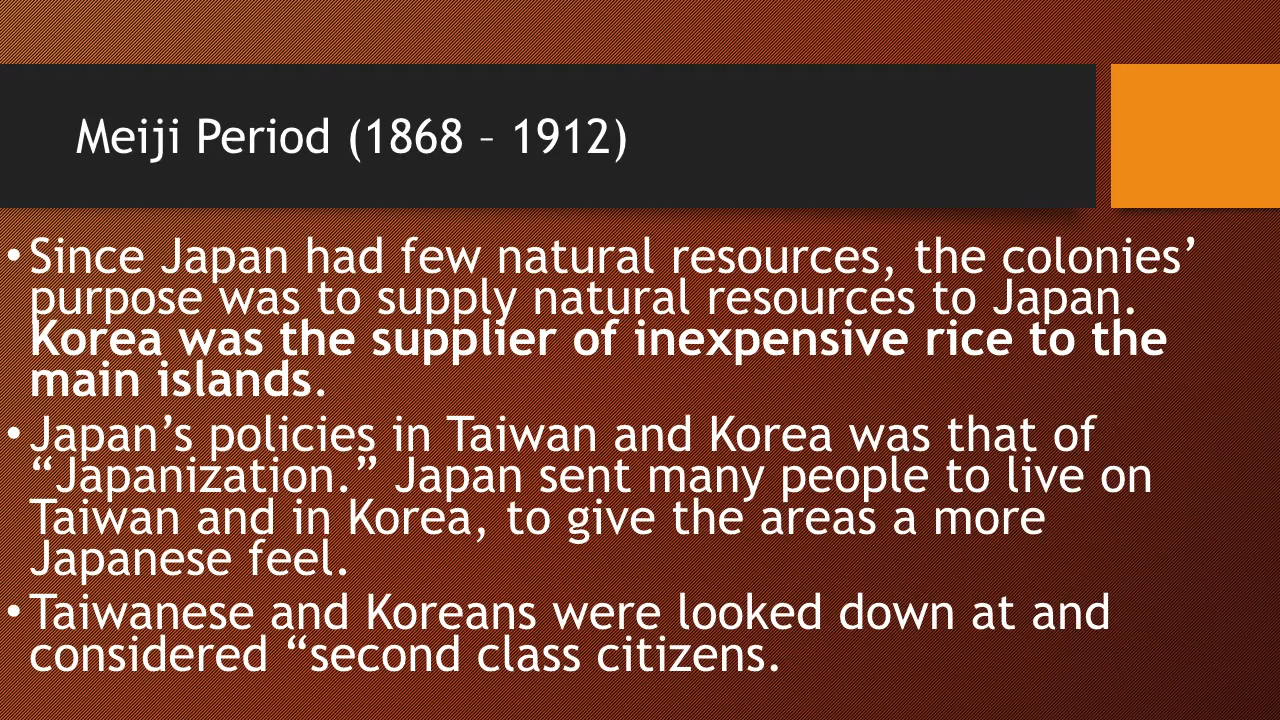 Meiji Period (1868 – 1912)
•Since Japan had few natural resources, the colonies’
purpose was to supply natural resources to Japan.
Korea was the supplier of inexpensive rice to the
main islands.
•Japan’s policies in Taiwan and Korea was that of
“Japanization.” Japan sent many people to live on
Taiwan and in Korea, to give the areas a more
Japanese feel.
•Taiwanese and Koreans were looked down at and
considered “second class citizens.